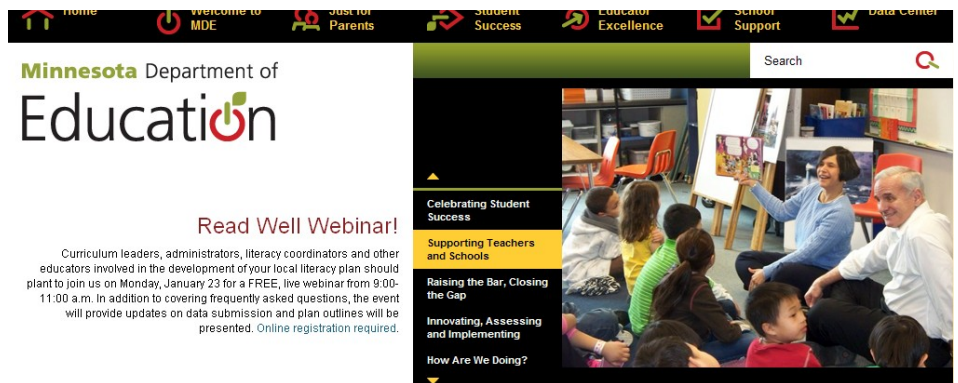 Home
Welcome to
MDE
Just for
Parents
Student
Success
Educator
Excellence
School
Support
Data Center
Search
Minnesota Department of
Education
Read Well Webinar!
Curriculum leaders, administrators, literacy coordinators and other
educators involved in the development of your local literacy plan should
plant to join us on Monday, January 23 for a FREE, live webinar from 9:00-
11:00 a.m. In addition to covering frequently asked questions, the event
will provide updates on data submission and plan outlines will be
presented. Online registration required.
Celebrating Student
Success
Supporting Teachers
and Schools
Raising the Bar, Closing
the Gap
Innovating, Assessing
and Implementing
How Are We Doing?